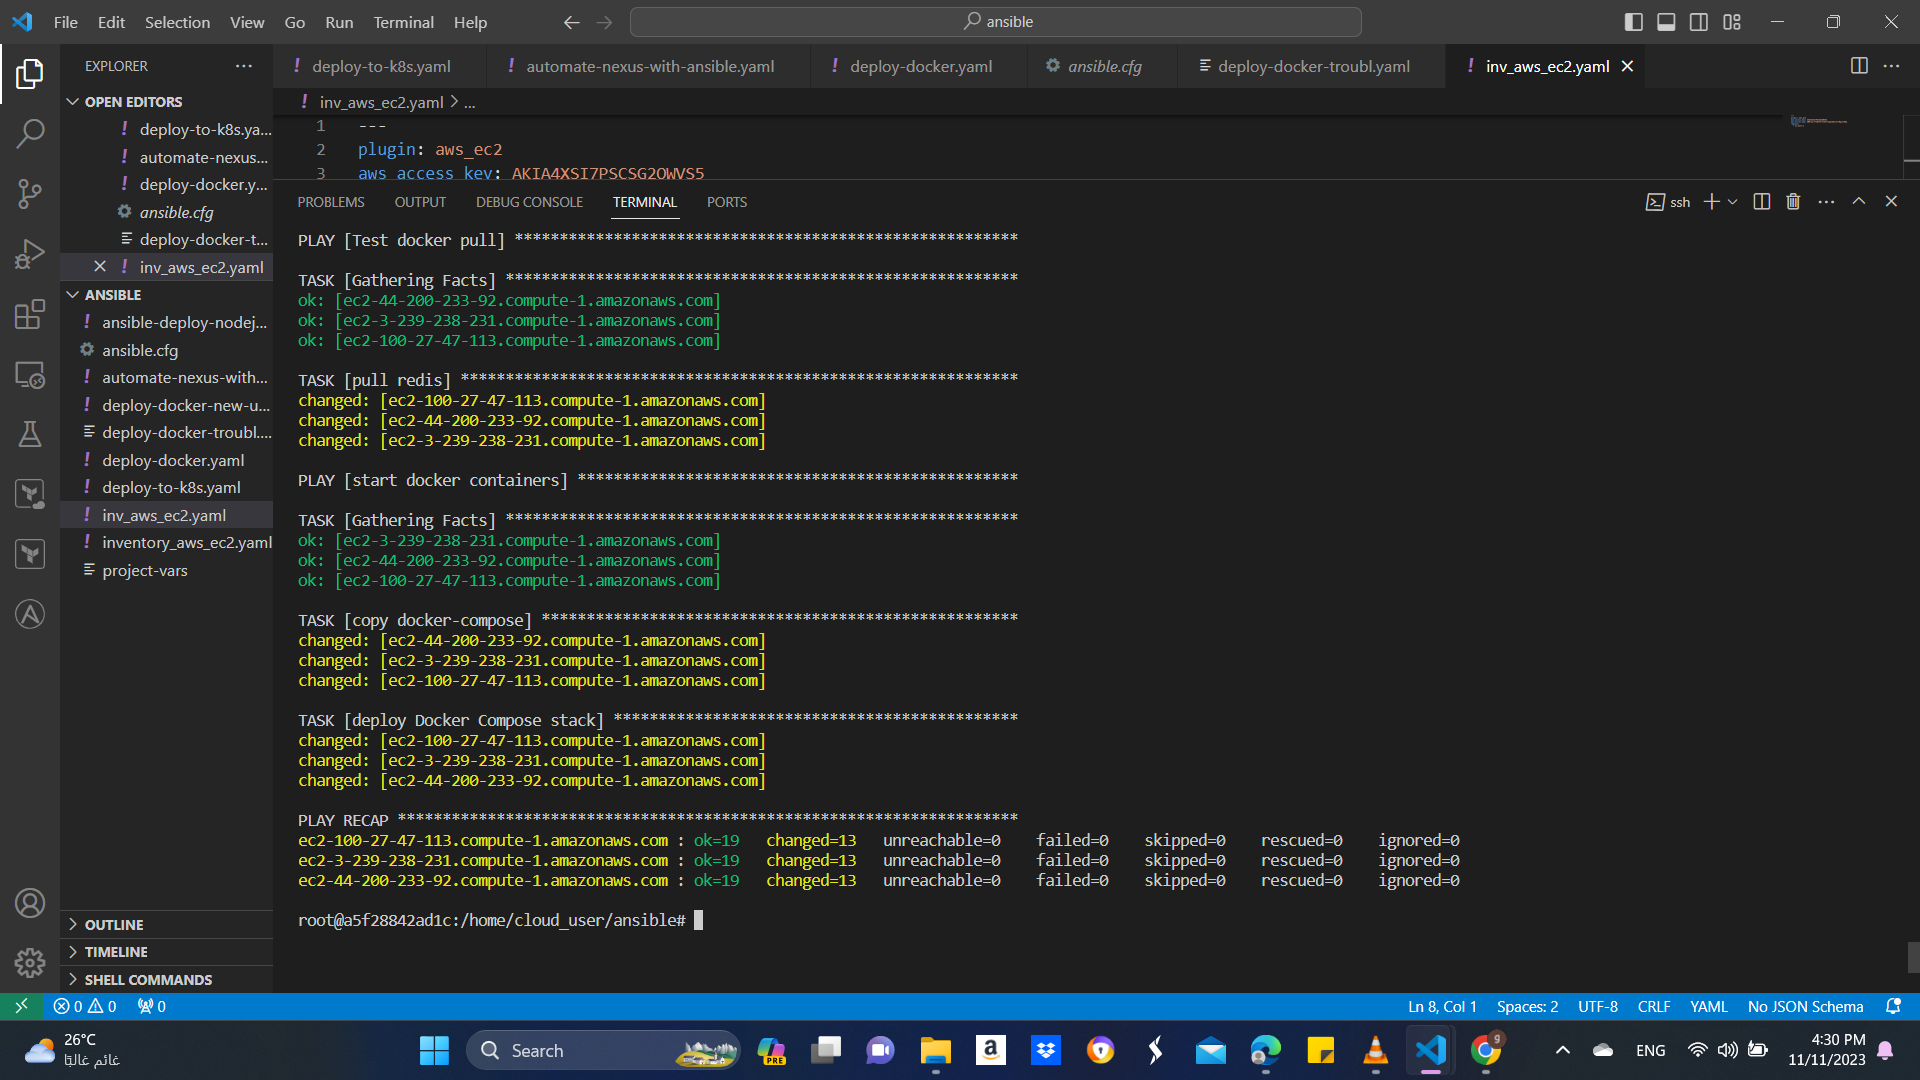 File Edit Selection View Go Run Terminal Help
ansible
EXPLORER
deploy-to-k8s.yaml
automate-nexus-with-ansible.yaml
deploy-docker.yaml
ansible.cfg
deploy-docker-troubl.yaml
inv_aws_ec2.yaml
OPEN EDITORS
deploy-to-k8s.ya...
automate-nexus...
deploy-docker.y...
ansible.cfg
deploy-docker-t...
inv_aws_ec2.yaml
ANSIBLE
ansible-deploy-nodej...
ansible.cfg
automate-nexus-with...
deploy-docker-new-u...
deploy-docker-troubl....
deploy-docker.yaml
deploy-to-k8s.yaml
inv_aws_ec2.yaml
inventory_aws_ec2.yaml
project-vars
OUTLINE
TIMELINE
SHELL COMMANDS
inv_aws_ec2.yaml > ...
1 ---
2 plugin: aws_ec2
3 aws_access_key: AKIA4XSI7PSCSG2OWVS5
PROBLEMS OUTPUT DEBUG CONSOLE TERMINAL PORTS
ssh
PLAY [Test docker pull] ********************************************************
TASK [Gathering Facts] *********************************************************
ok: [ec2-44-200-233-92.compute-1.amazonaws.com]
ok: [ec2-3-239-238-231.compute-1.amazonaws.com]
ok: [ec2-100-27-47-113.compute-1.amazonaws.com]
TASK [pull redis] **************************************************************
changed: [ec2-100-27-47-113.compute-1.amazonaws.com]
changed: [ec2-44-200-233-92.compute-1.amazonaws.com]
changed: [ec2-3-239-238-231.compute-1.amazonaws.com]
PLAY [start docker containers] *************************************************
TASK [Gathering Facts] *********************************************************
ok: [ec2-3-239-238-231.compute-1.amazonaws.com]
ok: [ec2-44-200-233-92.compute-1.amazonaws.com]
ok: [ec2-100-27-47-113.compute-1.amazonaws.com]
TASK [copy docker-compose] *****************************************************
changed: [ec2-44-200-233-92.compute-1.amazonaws.com]
changed: [ec2-3-239-238-231.compute-1.amazonaws.com]
changed: [ec2-100-27-47-113.compute-1.amazonaws.com]
TASK [deploy Docker Compose stack] *********************************************
changed: [ec2-100-27-47-113.compute-1.amazonaws.com]
changed: [ec2-3-239-238-231.compute-1.amazonaws.com]
changed: [ec2-44-200-233-92.compute-1.amazonaws.com]
PLAY RECAP *********************************************************************
ec2-100-27-47-113.compute-1.amazonaws.com : ok=19 changed=13 unreachable=0 failed=0 skipped=0 rescued=0 ignored=0
ec2-3-239-238-231.compute-1.amazonaws.com : ok=19 changed=13 unreachable=0 failed=0 skipped=0 rescued=0 ignored=0
ec2-44-200-233-92.compute-1.amazonaws.com : ok=19 changed=13 unreachable=0 failed=0 skipped=0 rescued=0 ignored=0
root@a5f28842ad1c:/home/cloud_user/ansible#
0 0 0
Ln 8, Col 1 Spaces: 2 UTF-8 CRLF YAML No JSON Schema
26°C
غائم غالبًا
Search
PRE
a
g
ENG
4:30 PM
11/11/2023